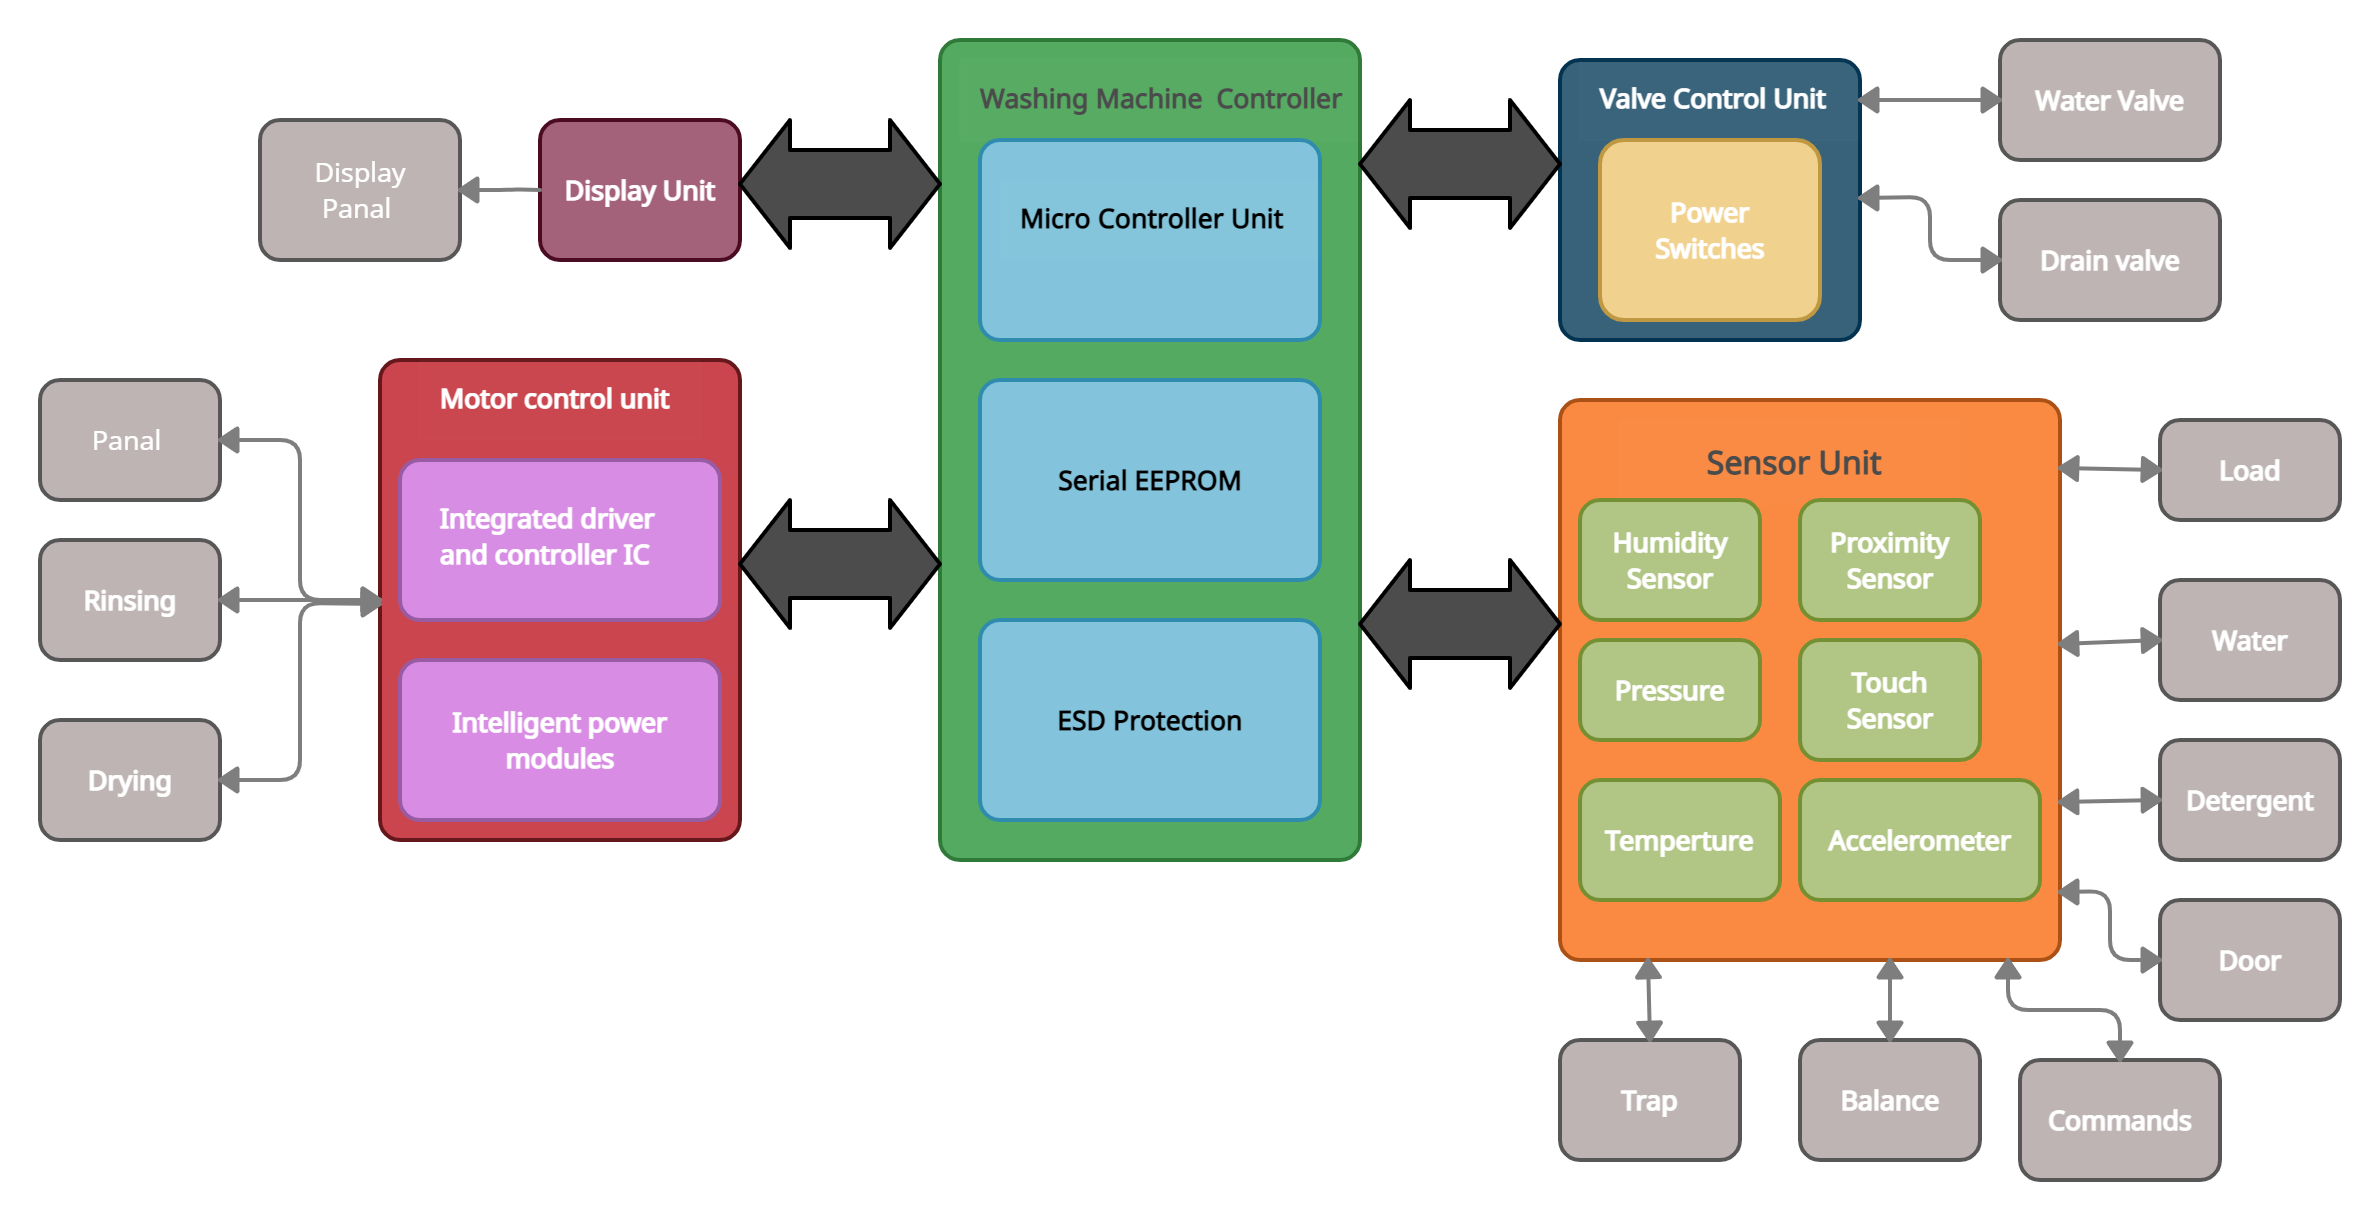 Washing Machine  Controller
Micro Controller Unit
Serial EEPROM
ESD Protection
Display
Panal
Display Unit
Motor control unit
Integrated driver
and controller IC
Intelligent power
modules
Panal
Rinsing
Drying
Valve Control Unit
Power
Switches
Water Valve
Drain valve
Sensor Unit
Humidity
Sensor
Proximity
Sensor
Pressure
Touch
Sensor
Temperture
Accelerometer
Load
Water
Detergent
Door
Trap
Balance
Commands